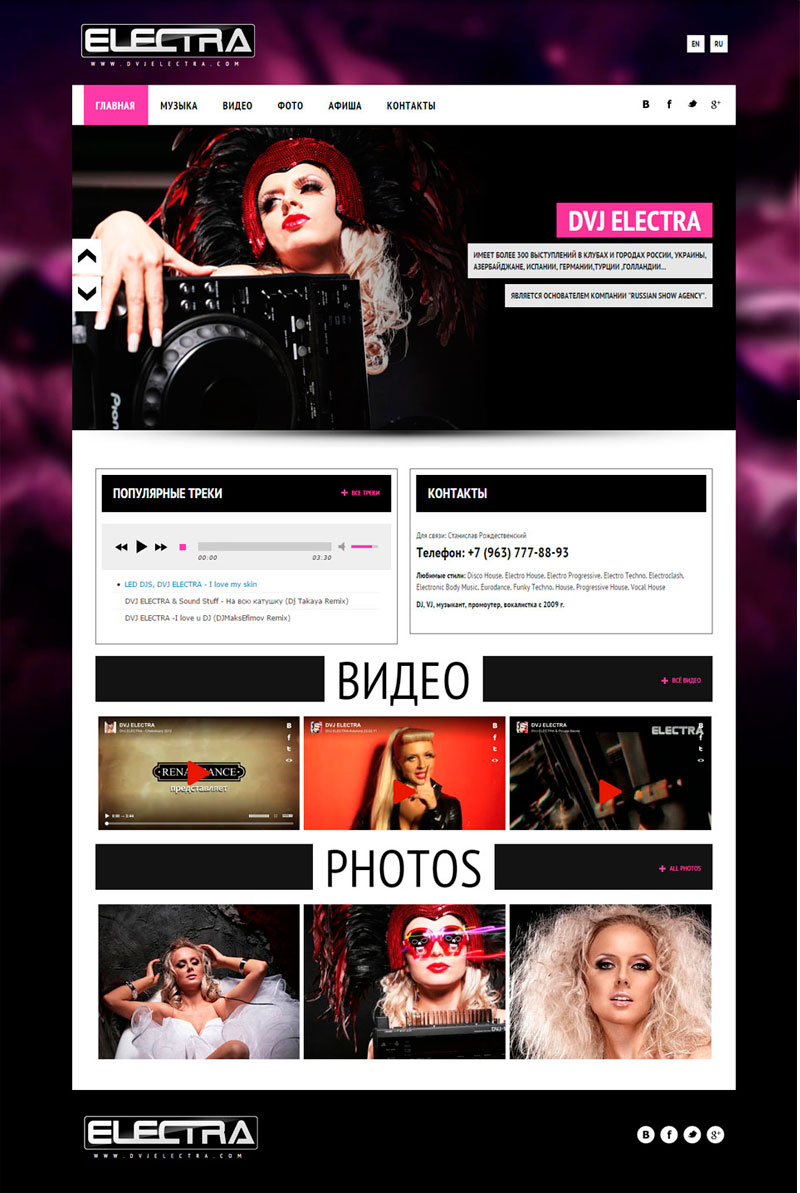 ELECTRA
WWW.DVJELECTRA.COM
EN RU
ГЛАВНАЯ МУЗЫКА ВИДЕО ФОТО АФИША КОНТАКТЫ
B f g+
DVJ ELECTRA
ИМЕЕТ БОЛЕЕ 300 ВЫСТУПЛЕНИЙ В КЛУБАХ И ГОРОДАХ РОССИИ, УКРАИНЫ,
АЗЕРБАЙДЖАНЕ, ИСПАНИИ, ГЕРМАНИИ,ТУРЦИИ ,ГОЛЛАНДИИ...
ЯВЛЯЕТСЯ ОСНОВАТЕЛЕМ КОМПАНИИ "RUSSIAN SHOW AGENCY".
Pioneer
ПОПУЛЯРНЫЕ ТРЕКИ
+ ВСЕ ТРЕКИ
00:00 03:30
LED DJS, DVJ ELECTRA - I love my skin
DVJ ELECTRA & Sound Stuff - На вою катушку (Dj Takaya Remix)
DVJ ELECTRA -I love u DJ (DJMaksEfimov Remix)
КОНТАКТЫ
Для связи: Станислав Рождественский
Телефон: +7 (963) 777-88-93
Любимые стили: Disco House, Electro House, Electro Progressive, Electro Techno, Electroclash,
Electronic Body Music, Eurodance, Funky Techno, House, Progressive House, Vocal House
DJ, VJ, музыкант, промоутер, вокалистка с 2009 г.
ВИДЕО
+ ВСЁ ВИДЕО
DVJ ELECTRA
B
f
t
представляет
DVJ ELECTRA
B
f
t
DVJ ELECTRA
ELECTRA
f
t
PHOTOS
+ ALL PHOTOS
ELECTRA
WWW.DVJELECTRA.COM
B f g+